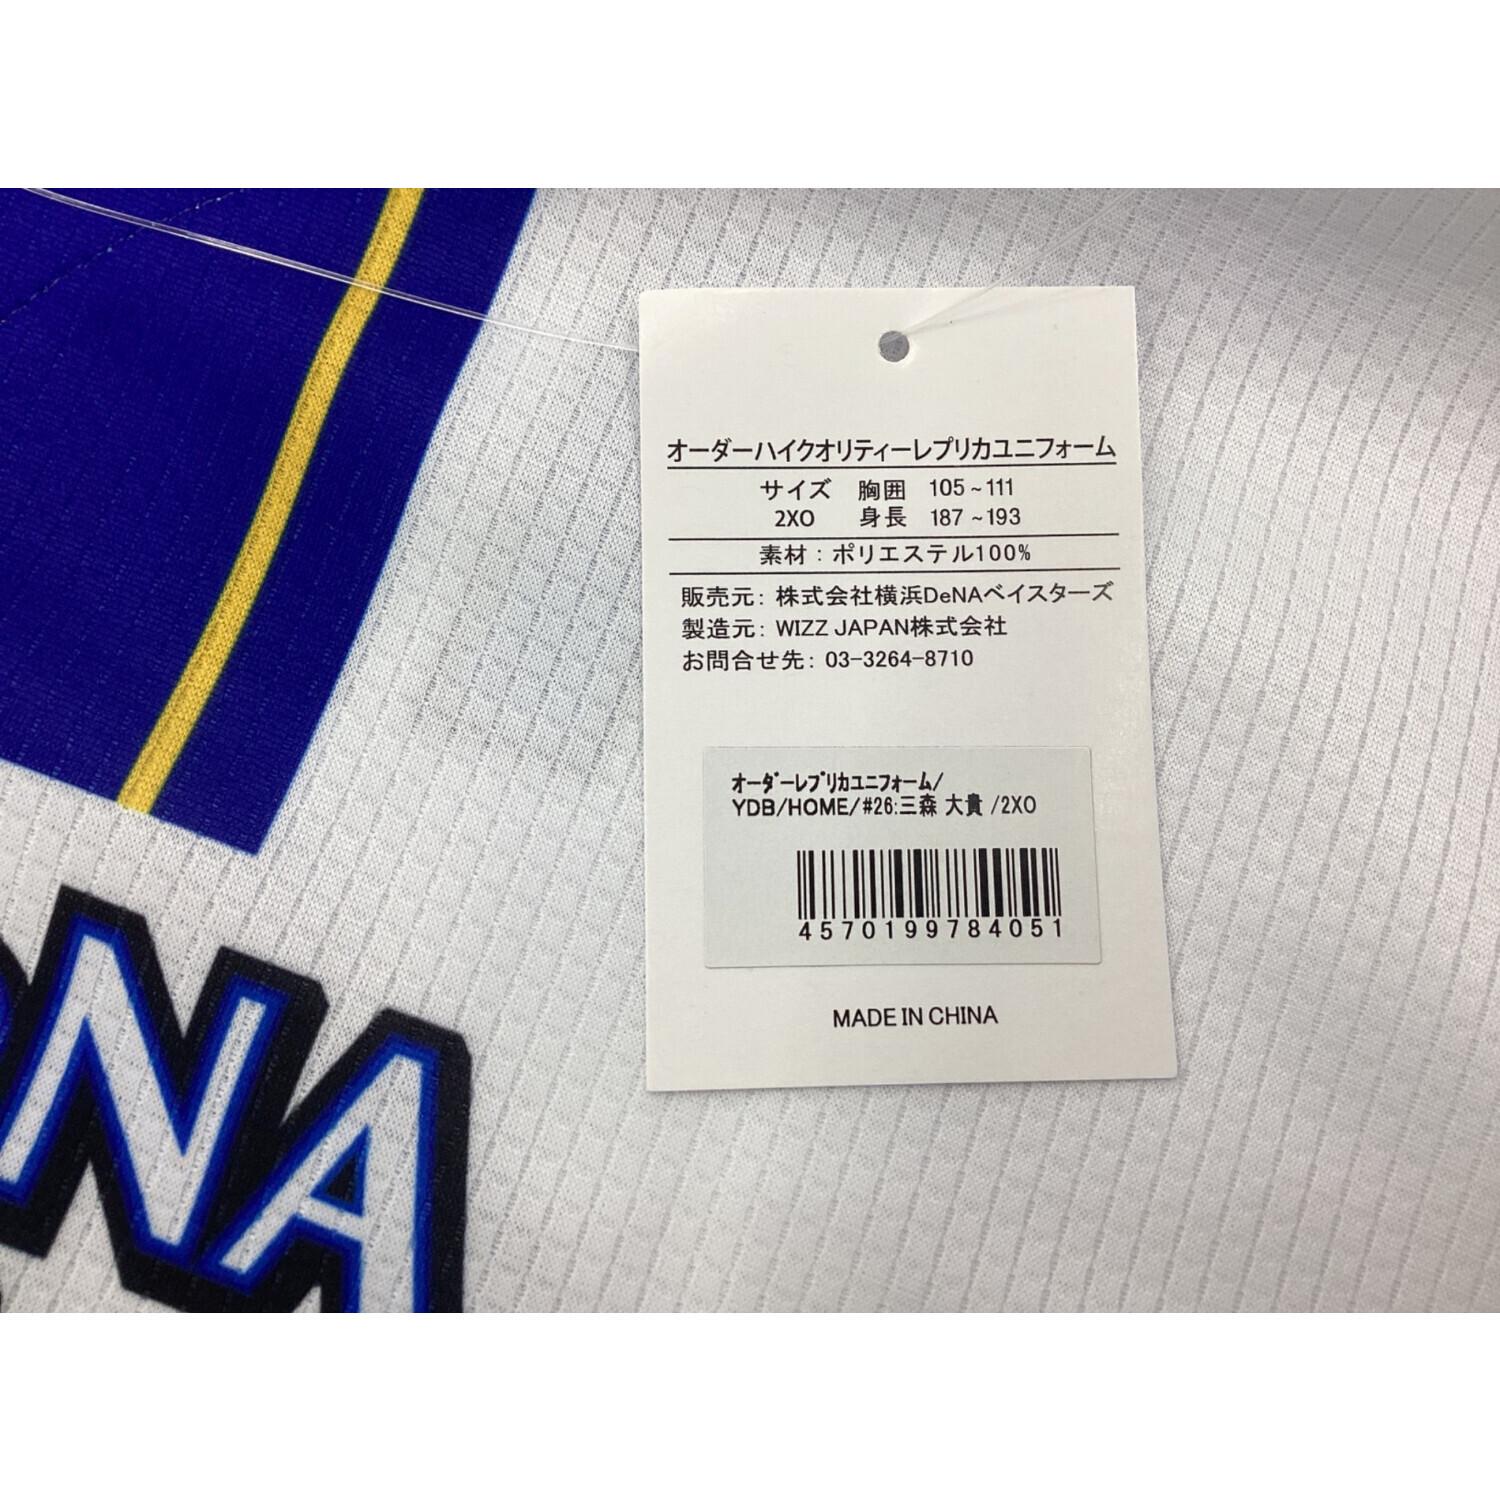 オーダーハイクオリティーレプリカユニフォーム
サイズ 胸囲 105~111
2XO 身長 187~193
素材:ポリエステル100%
販売元: 株式会社横浜DeNAベイスターズ
製造元: WIZZ JAPAN株式会社
お問合せ先: 03-3264-8710
オーダーレプリカユニフォーム/
YDB/HOME/#26:三森 大貴 /2XO
4570199784051
MADE IN CHINA
NA